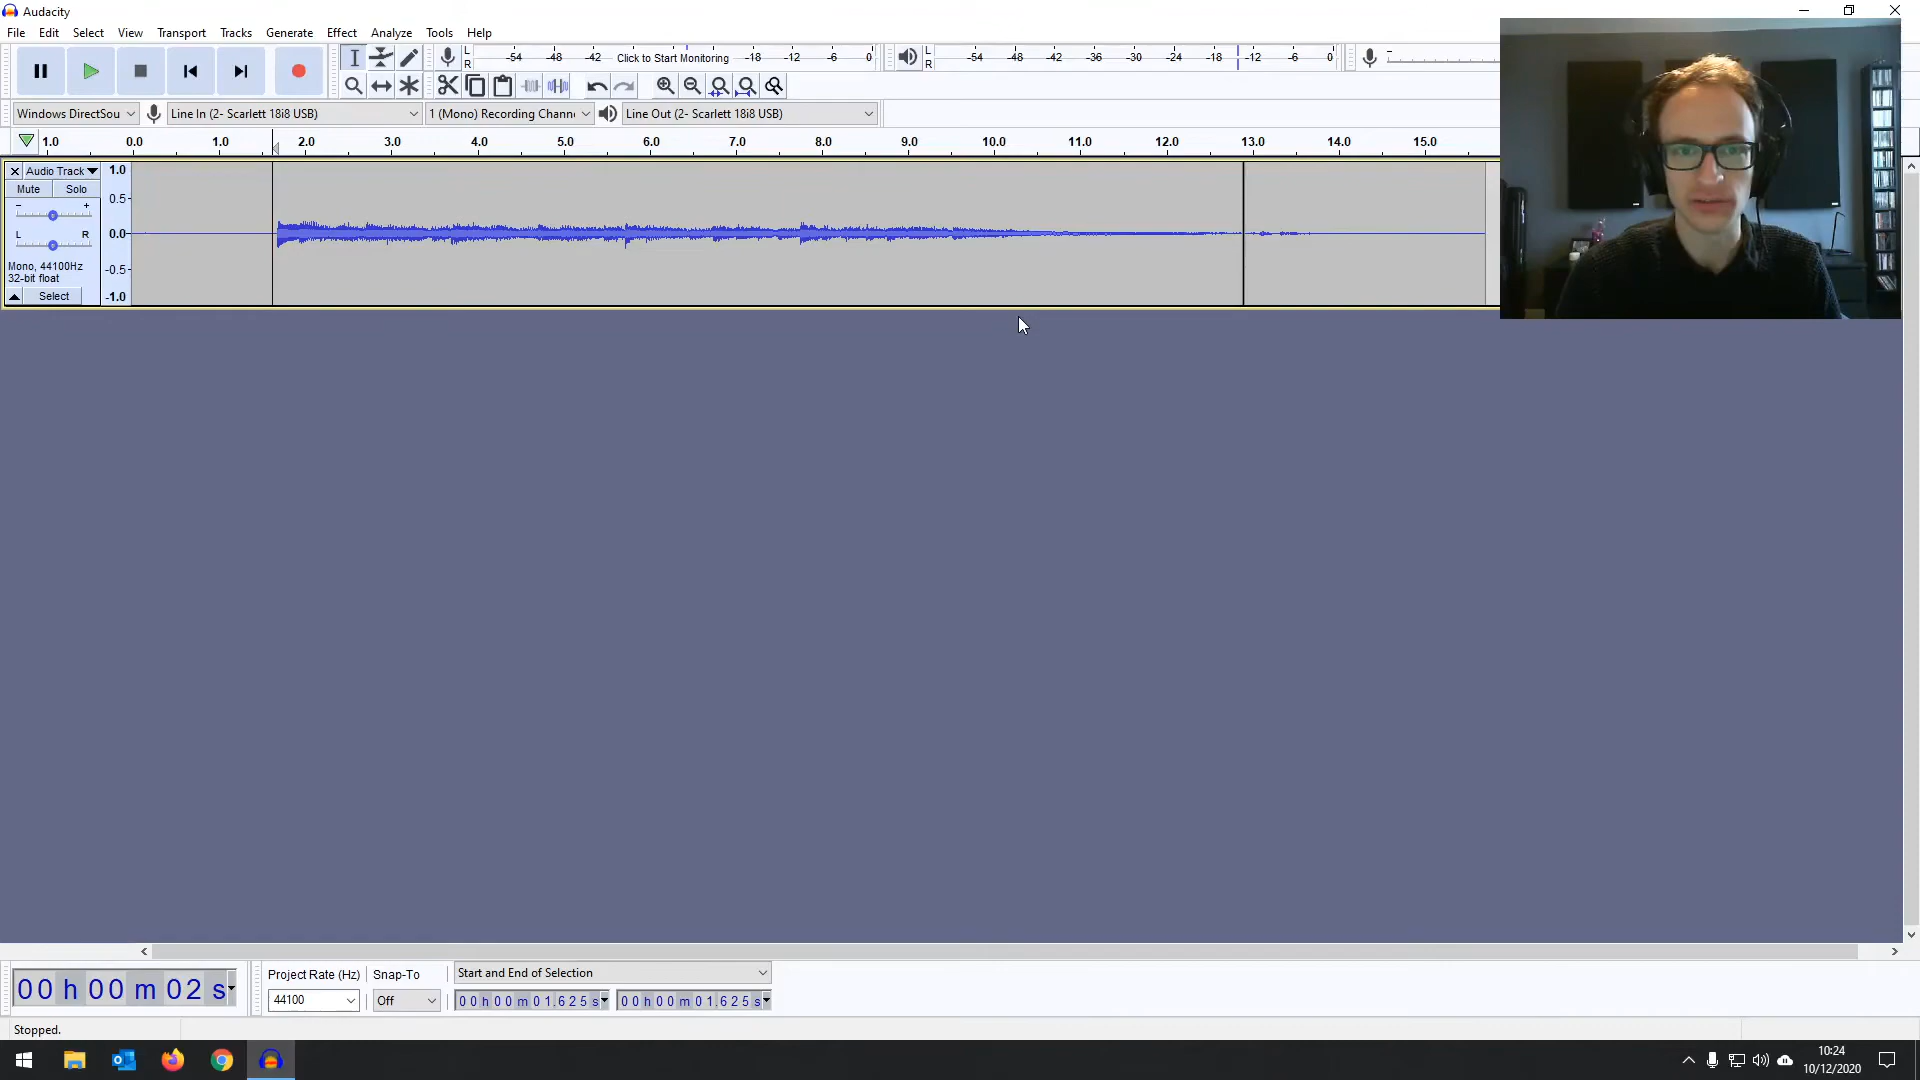 Audacity
File Edit Select View Transport Tracks Generate Effect Analyze Tools Help
L R -54 -48 -42 Click to Start Monitoring -18 -12 -6 0
L R -54 -48 -42 -36 -30 -24 -18 -12 -6 0
Windows DirectSou Line In (2- Scarlett 18i8 USB) 1 (Mono) Recording Chann Line Out (2- Scarlett 18i8 USB)
1.0 0.0 1.0 2.0 3.0 4.0 5.0 6.0 7.0 8.0 9.0 10.0 11.0 12.0 13.0 14.0 15.0
Audio Track 1.0
Mute Solo
- + 0.5
L R 0.0
Mono, 44100Hz -0.5
32-bit float
Select -1.0
Project Rate (Hz) Snap-To Start and End of Selection
00 h 00 m 02 s 44100 Off 00 h 00 m 01.625 s 00 h 00 m 01.625 s
Stopped.
10:24
10/12/2020